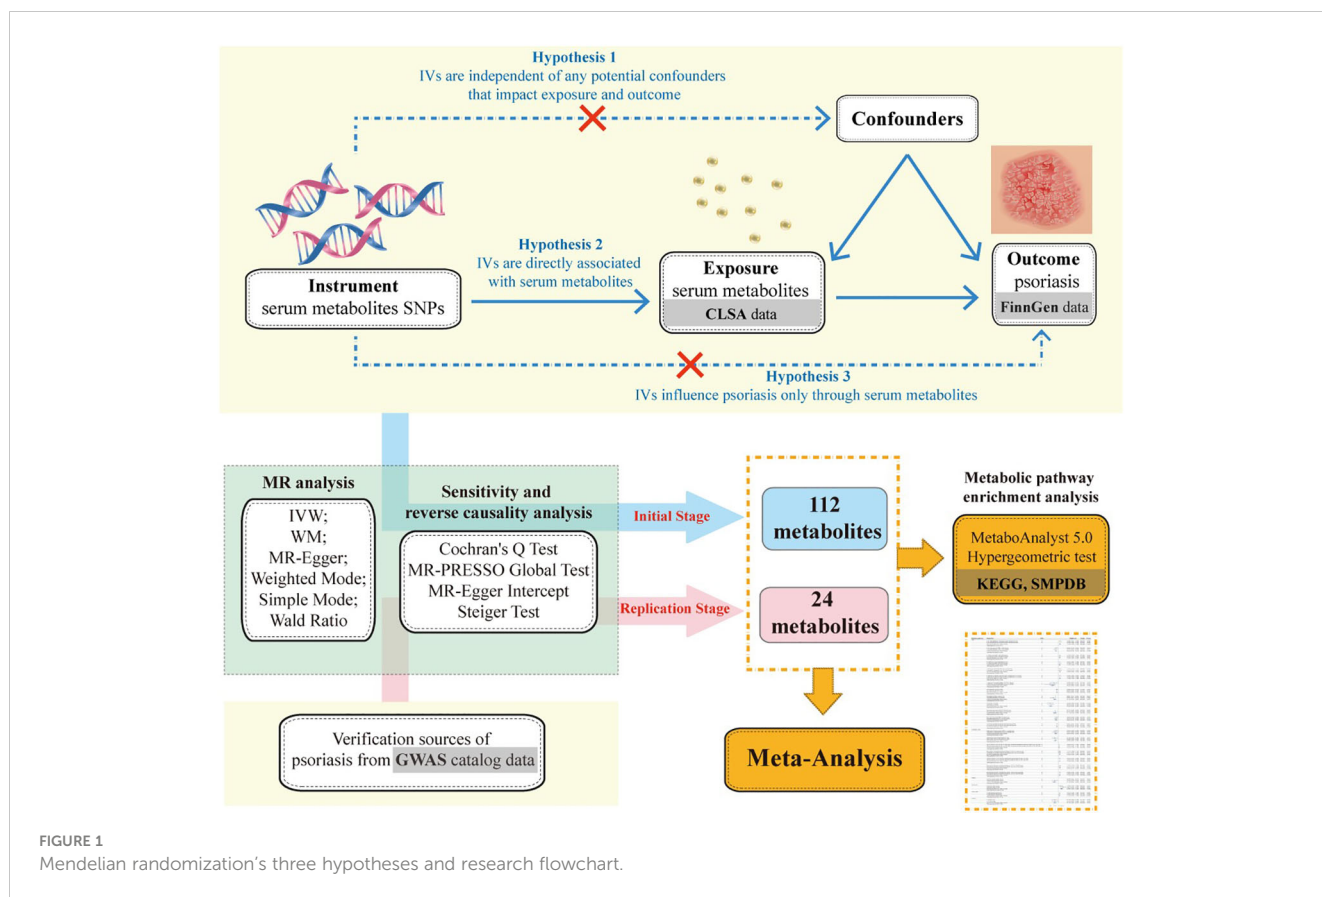 Hypothesis 1
IVs are independent of any potential confounders
that impact exposure and outcome
Confounders
Hypothesis 2
IVs are directly associated
with serum metabolites
Instrument
serum metabolites SNPs
Exposure
serum metabolites
CLSA data
Outcome
psoriasis
FinnGen data
Hypothesis 3
IVs influence psoriasis only through serum metabolites
MR analysis
IVW;
WM;
MR-Egger;
Weighted Mode;
Simple Mode;
Wald Ratio
Sensitivity and
reverse causality analysis
Cochran's Q Test
MR-PRESSO Global Test
MR-Egger Intercept
Steiger Test
Initial Stage
Replication Stage
112
metabolites
24
metabolites
Metabolic pathway
enrichment analysis
MetaboAnalyst 5.0
Hypergeometric test
KEGG, SMPDB
Verification sources of
psoriasis from GWAS catalog data
Meta-Analysis
FIGURE 1
Mendelian randomization's three hypotheses and research flowchart.